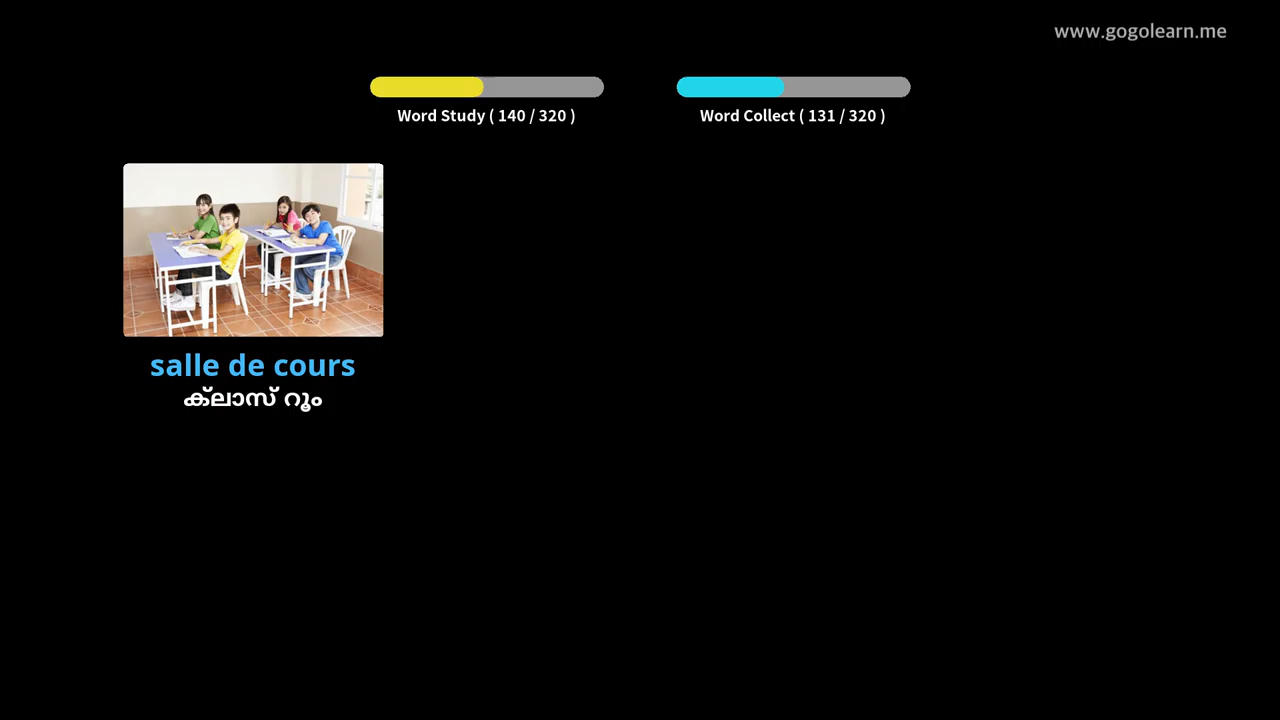 www.gogolearn.me
Word Study ( 140 / 320 )
Word Collect ( 131 / 320 )
salle de cours
ക്‌ലാസ് റൂം